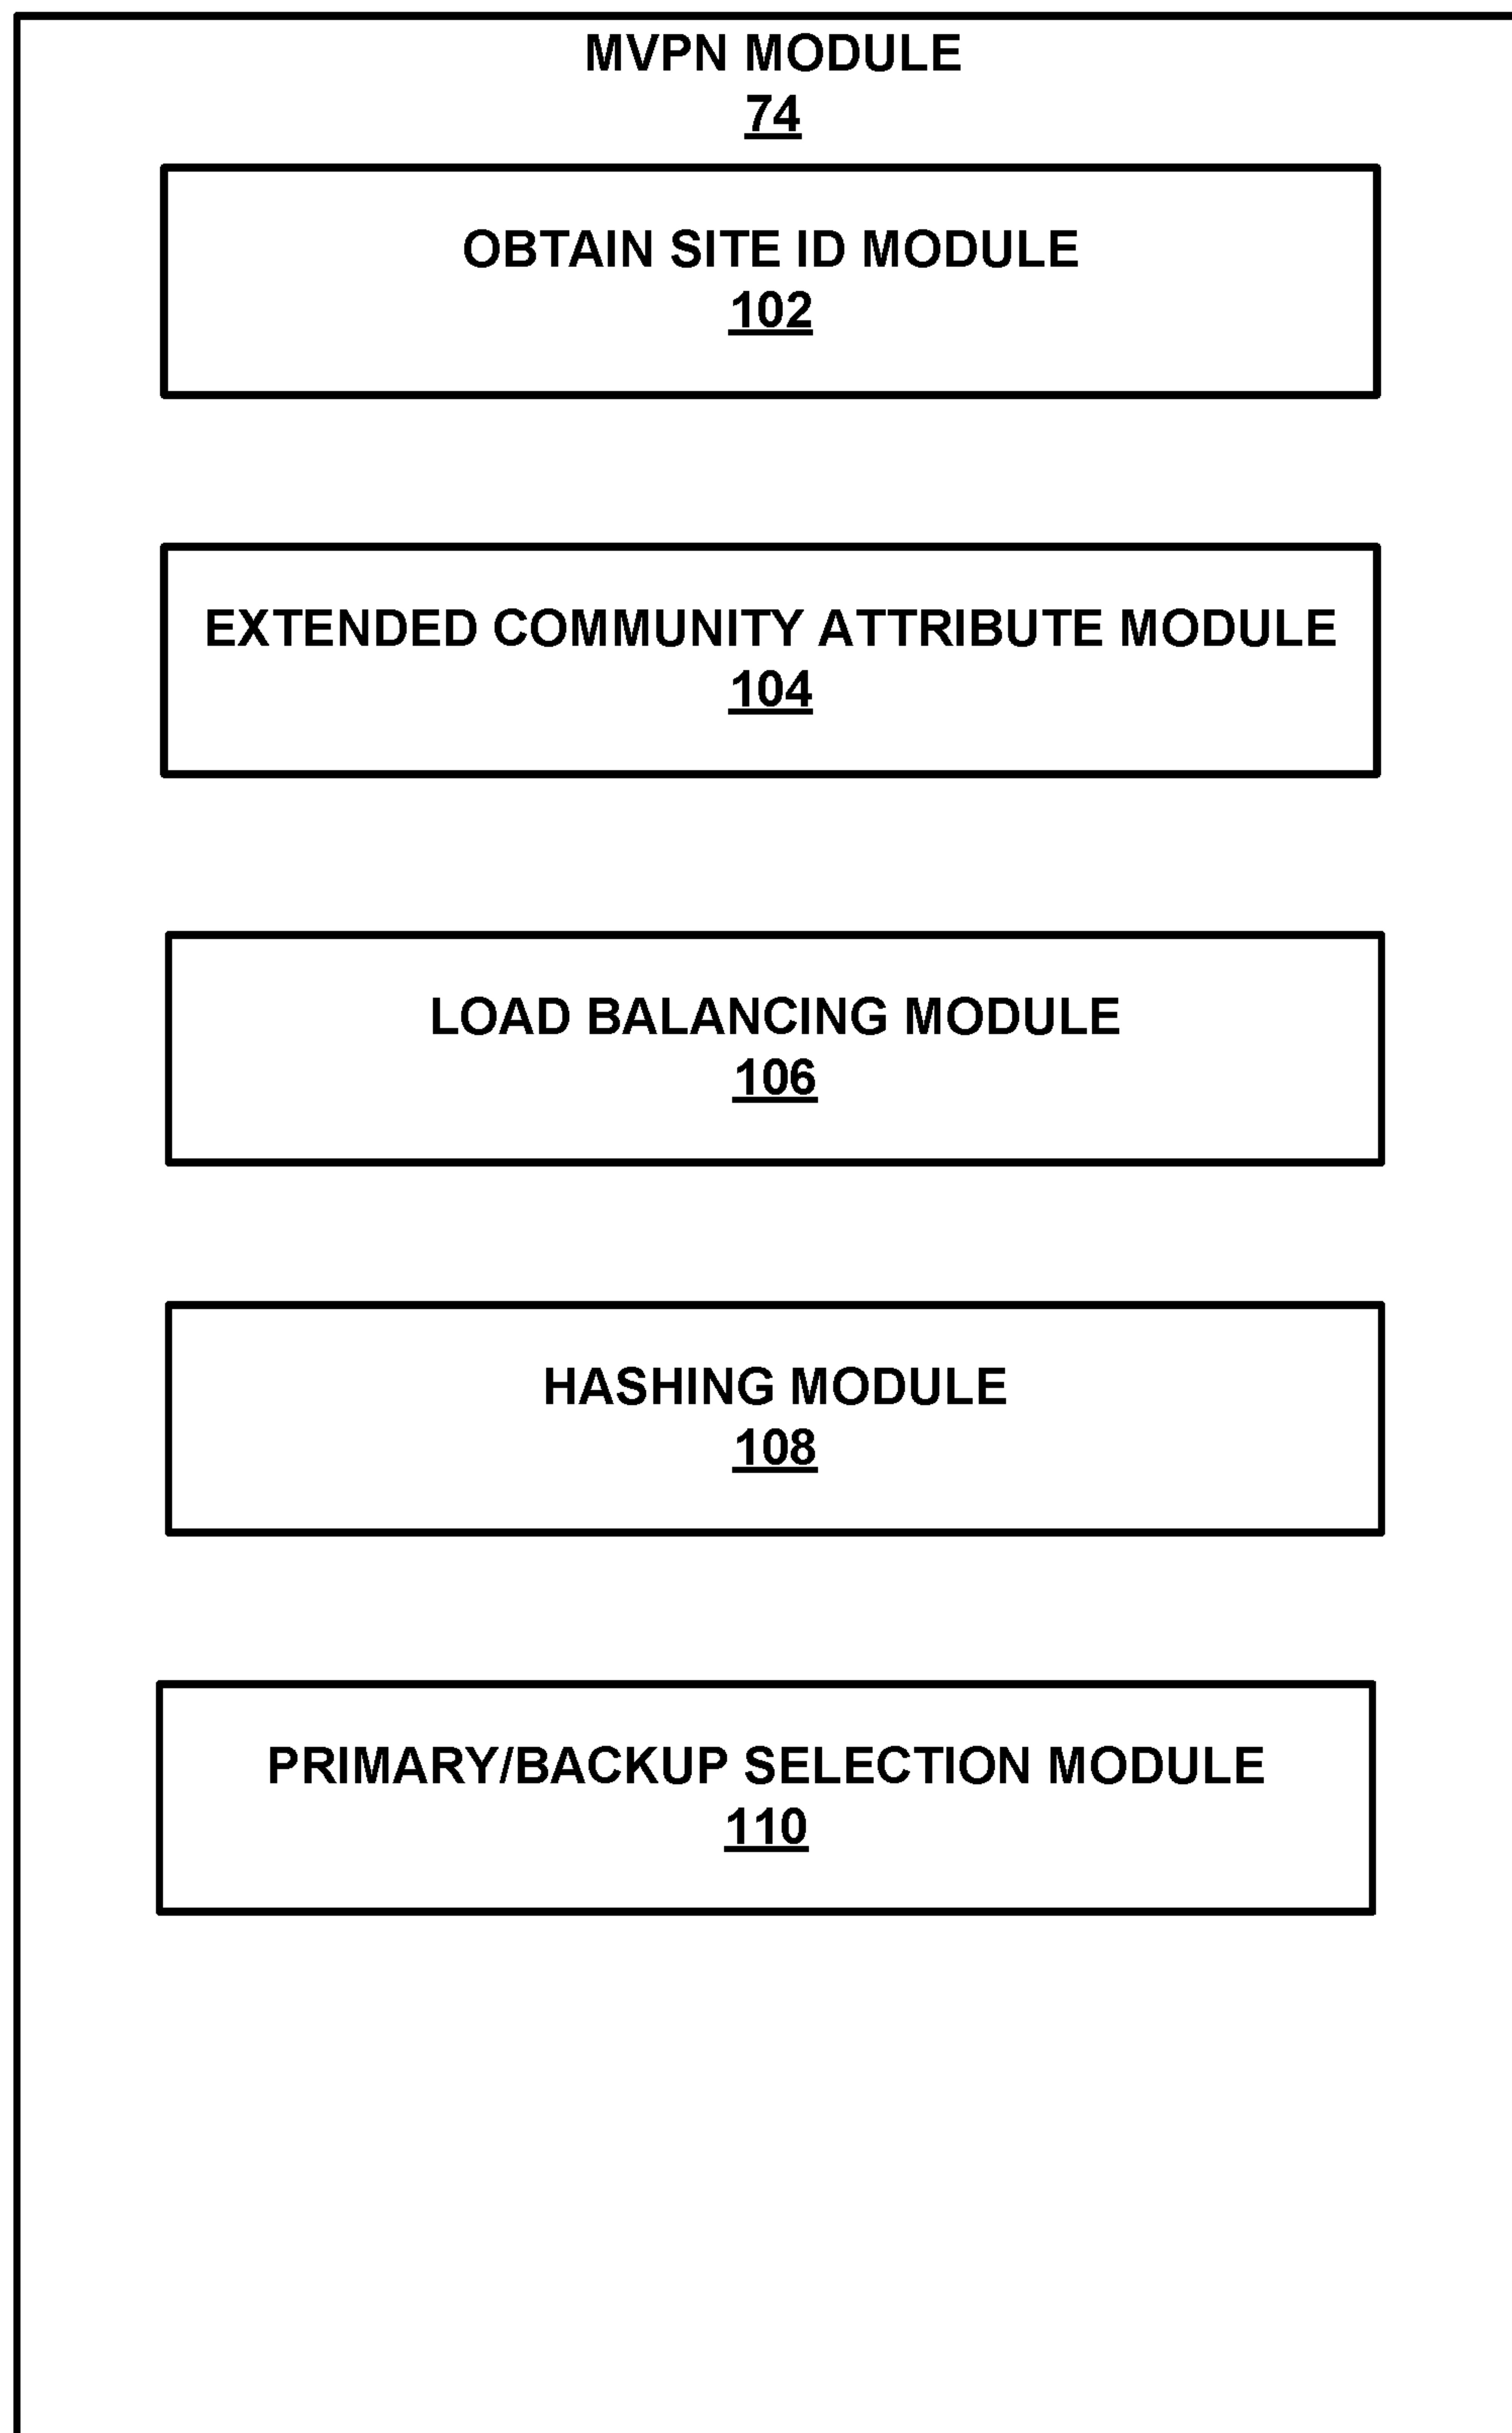 MVPN MODULE
74
OBTAIN SITE ID MODULE
102
EXTENDED COMMUNITY ATTRIBUTE MODULE
104
LOAD BALANCING MODULE
106
HASHING MODULE
108
PRIMARY/BACKUP SELECTION MODULE
110